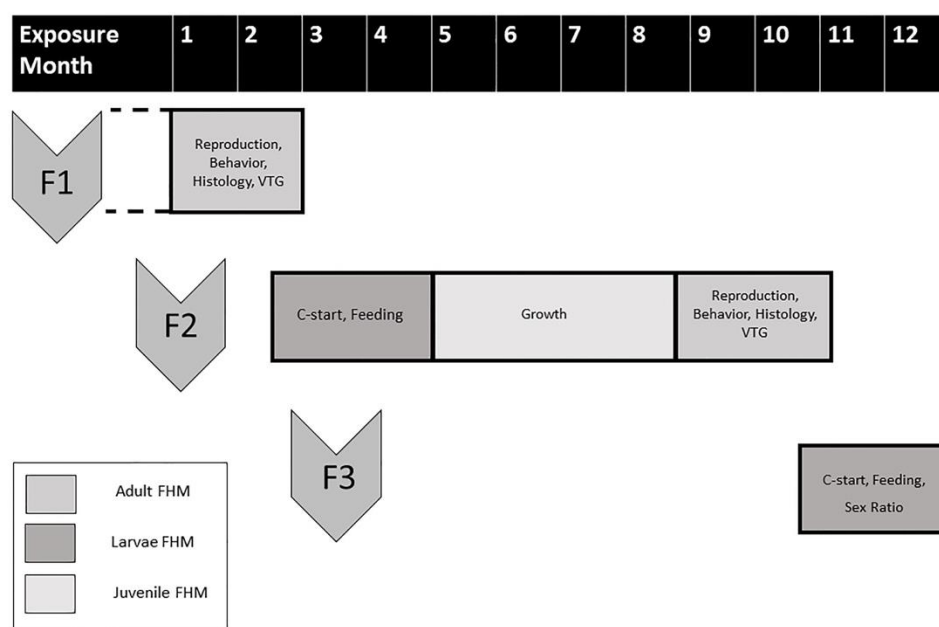 Exposure Month 1 2 3 4 5 6 7 8 9 10 11 12
F1
Reproduction,
Behavior,
Histology, VTG
F2
C-start, Feeding
Growth
Reproduction,
Behavior, Histology,
VTG
F3
C-start, Feeding,
Sex Ratio
Adult FHM
Larvae FHM
Juvenile FHM